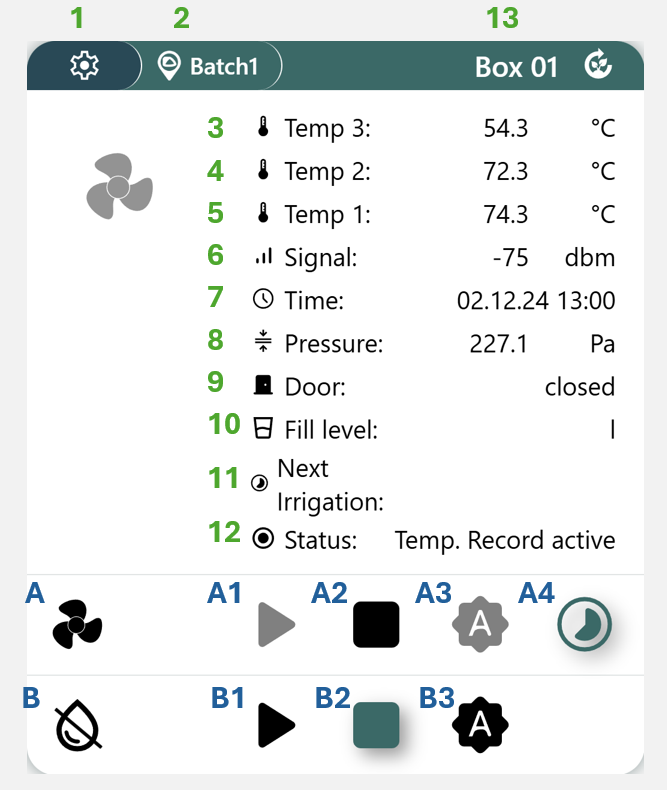 1 2 13
Batch1 Box 01
3 Temp 3: 54.3 °C
4 Temp 2: 72.3 °C
5 Temp 1: 74.3 °C
6 Signal: -75 dbm
7 Time: 02.12.24 13:00
8 Pressure: 227.1 Pa
9 Door: closed
10 Fill level: l
11 Next
Irrigation:
12 Status: Temp. Record active
A A1 A2 A3 A4
A
B B1 B2 B3
A